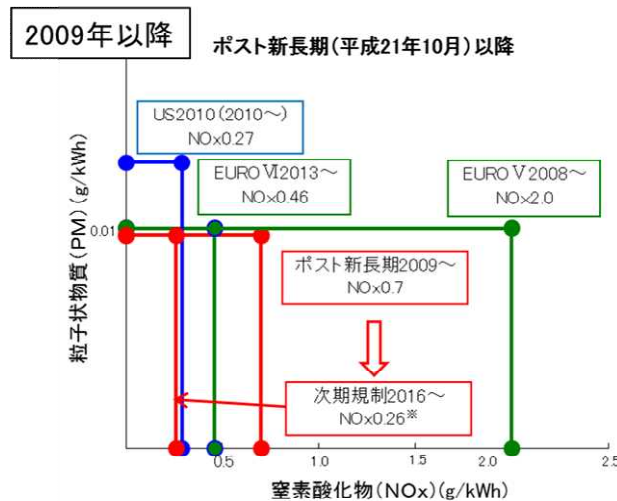 2009年以降
ポスト新長期(平成21年10月)以降
US2010(2010～)
NOx0.27
EURO Ⅵ2013～
NOx0.46
EURO Ⅴ2008～
NOx2.0
粒子状物質(PM)(g/kWh)
0.01
ポスト新長期2009～
NOx0.7
次期規制2016～
NOx0.26※
0.5
1.0
1.5
2.0
2.5
窒素酸化物(NOx)(g/kWh)